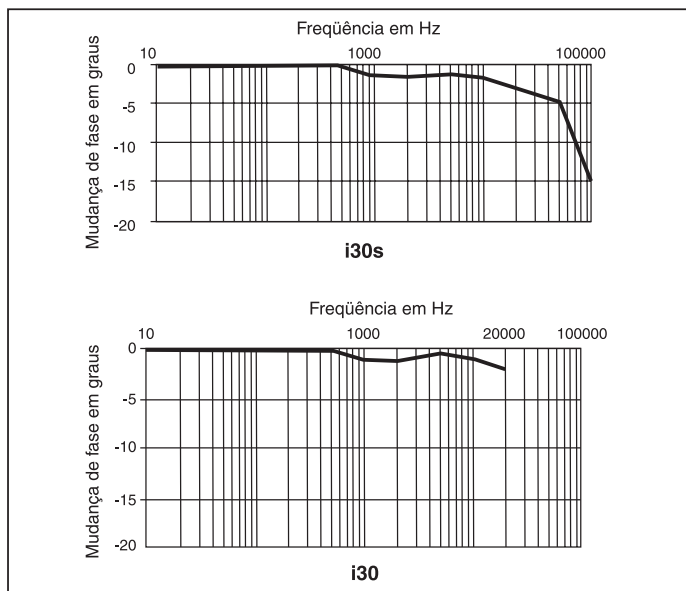 Freqüência em Hz
10 1000 100000
Mudança de fase em graus
0
-5
-10
-15
-20
i30s
Freqüência em Hz
10 1000 20000 100000
Mudança de fase em graus
0
-5
-10
-15
-20
i30